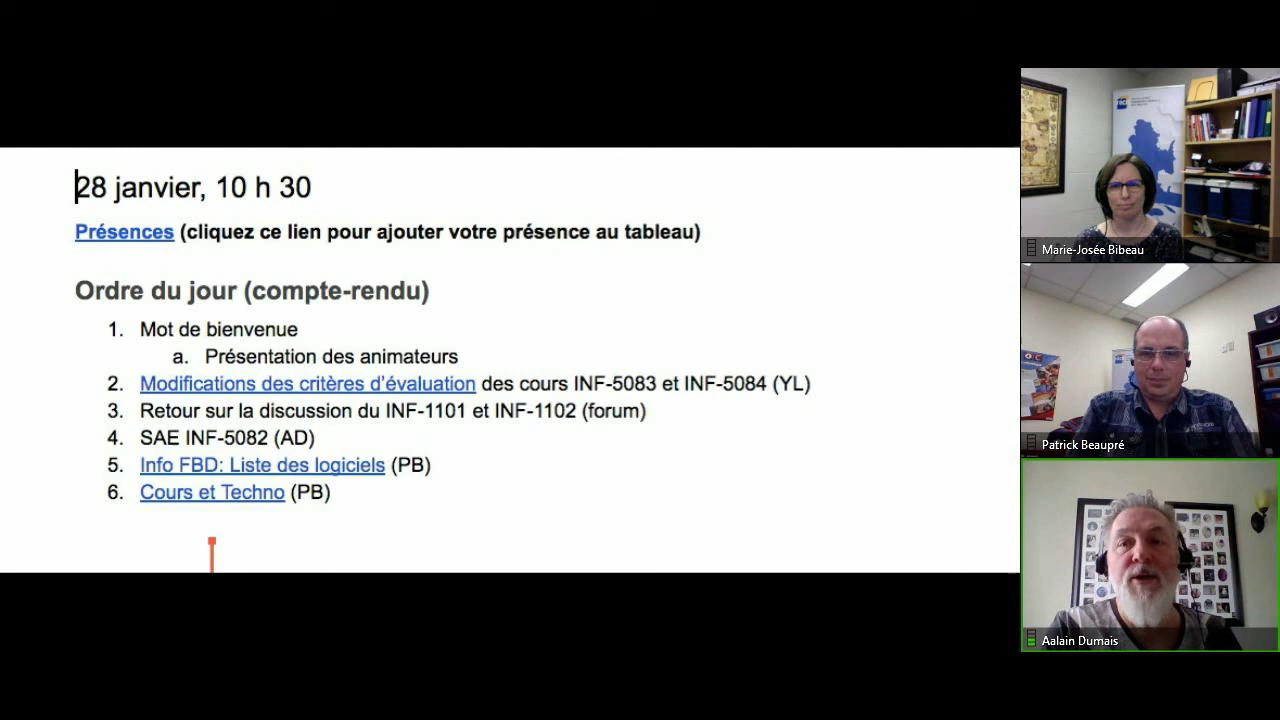 28 janvier, 10 h 30
Présences (cliquez ce lien pour ajouter votre présence au tableau)
Ordre du jour (compte-rendu)
1. Mot de bienvenue
a. Présentation des animateurs
2. Modifications des critères d'évaluation des cours INF-5083 et INF-5084 (YL)
3. Retour sur la discussion du INF-1101 et INF-1102 (forum)
4. SAE INF-5082 (AD)
5. Info FBD: Liste des logiciels (PB)
6. Cours et Techno (PB)
Marie-Josée Bibeau
Patrick Beaupré
Aalain Dumais